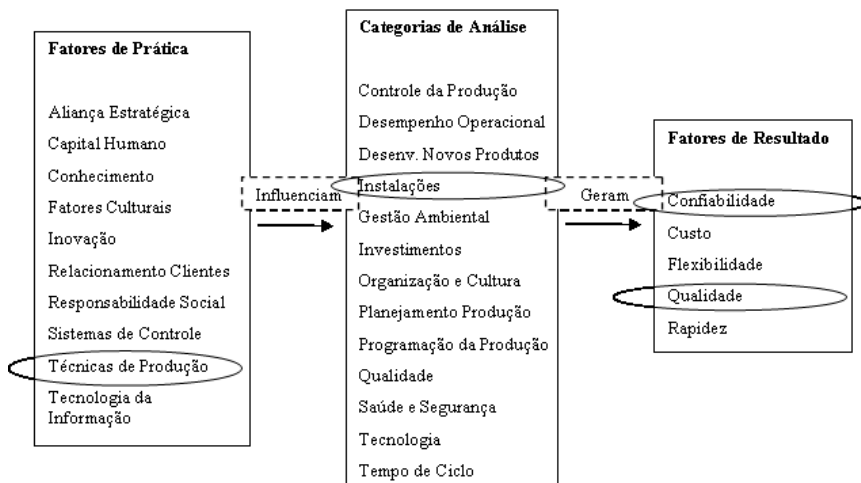 Fatores de Prática
Aliança Estratégica
Capital Humano
Conhecimento
Fatores Culturais
Inovação
Relacionamento Clientes
Responsabilidade Social
Sistemas de Controle
Técnicas de Produção
Tecnologia da
Informação
Influenciam
Categorias de Análise
Controle da Produção
Desempenho Operacional
Desenv. Novos Produtos
Instalações
Gestão Ambiental
Investimentos
Organização e Cultura
Planejamento Produção
Programação da Produção
Qualidade
Saúde e Segurança
Tecnologia
Tempo de Ciclo
Geram
Fatores de Resultado
Confiabilidade
Custo
Flexibilidade
Qualidade
Rapidez